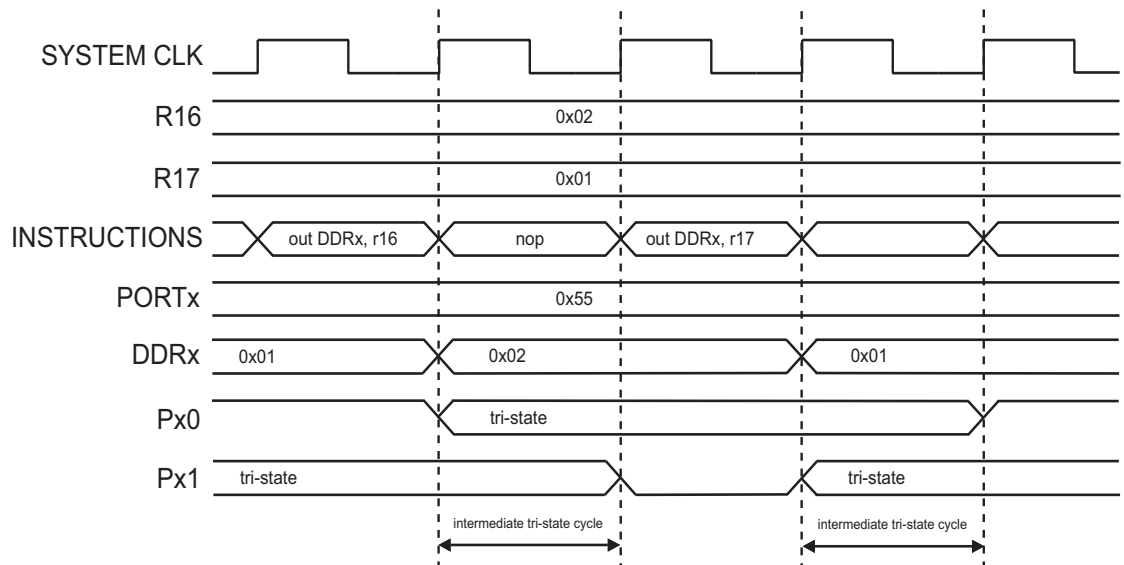 SYSTEM CLK
R16
0x02
R17
0x01
INSTRUCTIONS
out DDRx, r16
nop
out DDRx, r17
PORTx
0x55
DDRx
0x01
0x02
0x01
Px0
tri-state
Px1
tri-state
tri-state
intermediate tri-state cycle
intermediate tri-state cycle